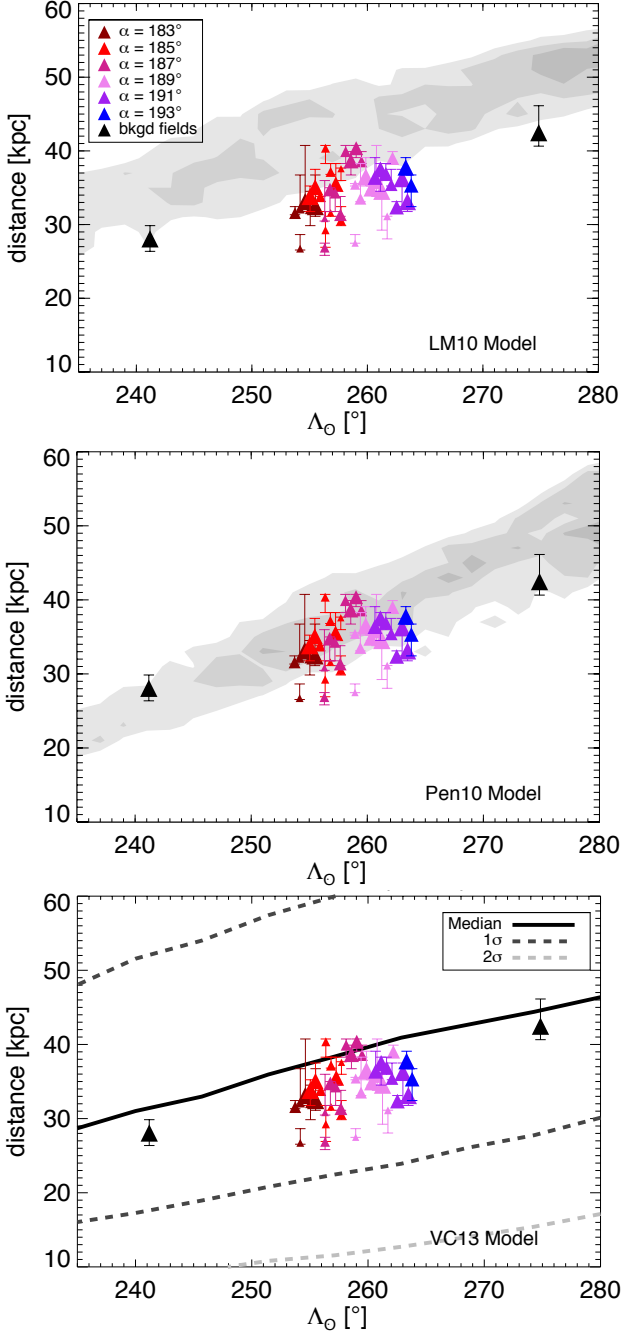 60
50
40
30
20
10
distance [kpc]
α = 183°
α = 185°
α = 187°
α = 189°
α = 191°
α = 193°
bkgd fields
LM10 Model
240 250 260 270 280
Λ⊙ [°]
60
50
40
30
20
10
distance [kpc]
Pen10 Model
240 250 260 270 280
Λ⊙ [°]
60
50
40
30
20
10
distance [kpc]
Median
1σ
2σ
VC13 Model
240 250 260 270 280
Λ⊙ [°]